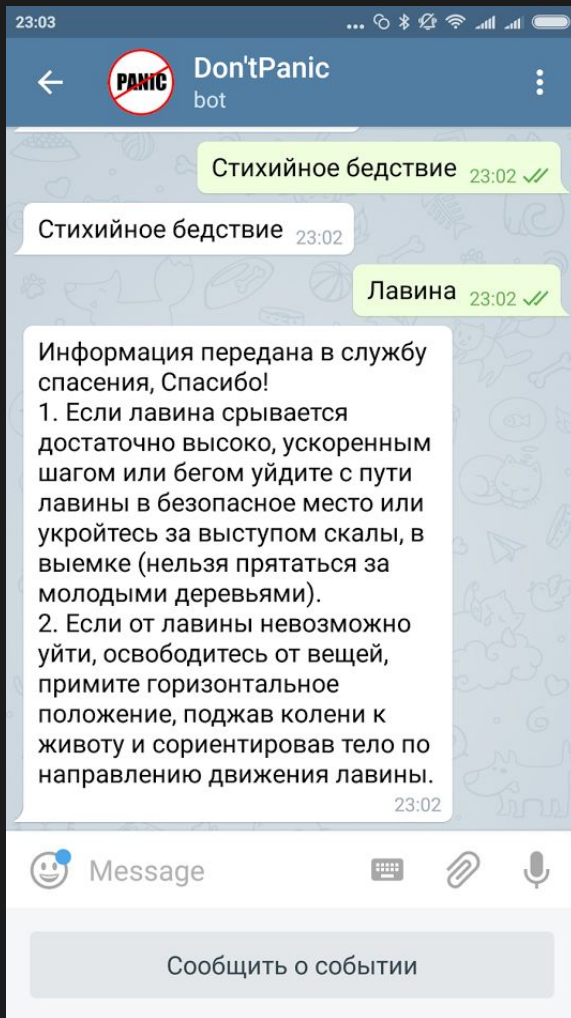 23:03
PANIC
Don'tPanic
bot
Стихийное бедствие 23:02
Стихийное бедствие 23:02
Лавина 23:02
Информация передана в службу
спасения, Спасибо!
1. Если лавина срывается
достаточно высоко, ускоренным
шагом или бегом уйдите с пути
лавины в безопасное место или
укройтесь за выступом скалы, в
выемке (нельзя прятаться за
молодыми деревьями).
2. Если от лавины невозможно
уйти, освободитесь от вещей,
примите горизонтальное
положение, поджав колени к
животу и сориентировав тело по
направлению движения лавины.
23:02
Message
Сообщить о событии